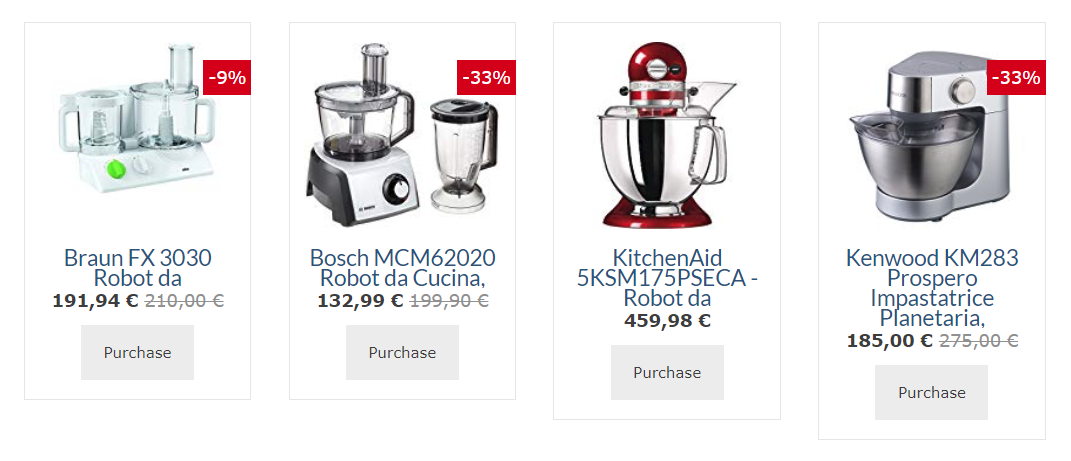 -9%
Braun FX 3030
Robot da
191,94 € 210,00 €
Purchase
-33%
BOSCH
Bosch MCM62020
Robot da Cucina,
132,99 € 199,90 €
Purchase
KitchenAid
5KSM175PSECA -
Robot da
459,98 €
Purchase
-33%
Kenwood KM283
Prospero
Impastatrice
Planetaria,
185,00 € 275,00 €
Purchase